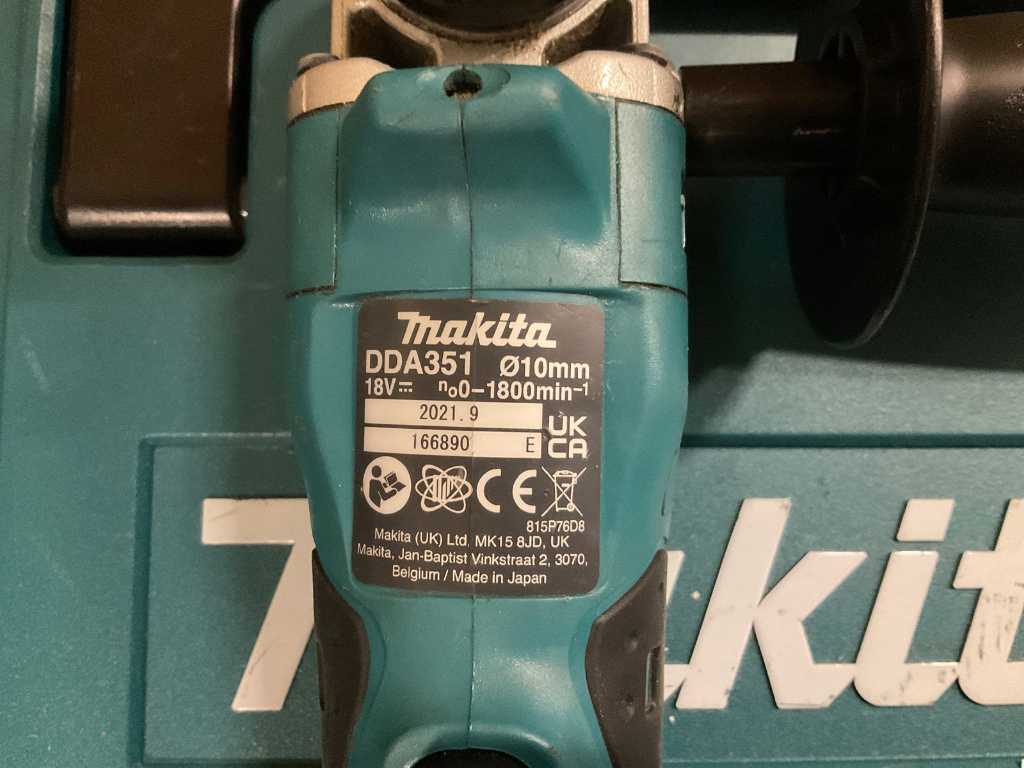 makita
DDA351 Ø10mm
18V⎓ n₀0-1800min⁻¹
2021.9
166890 E
UK
CA
CE
815P76D8
Makita (UK) Ltd, MK15 8JD, UK
Makita, Jan-Baptist Vinkstraat 2, 3070,
Belgium / Made in Japan